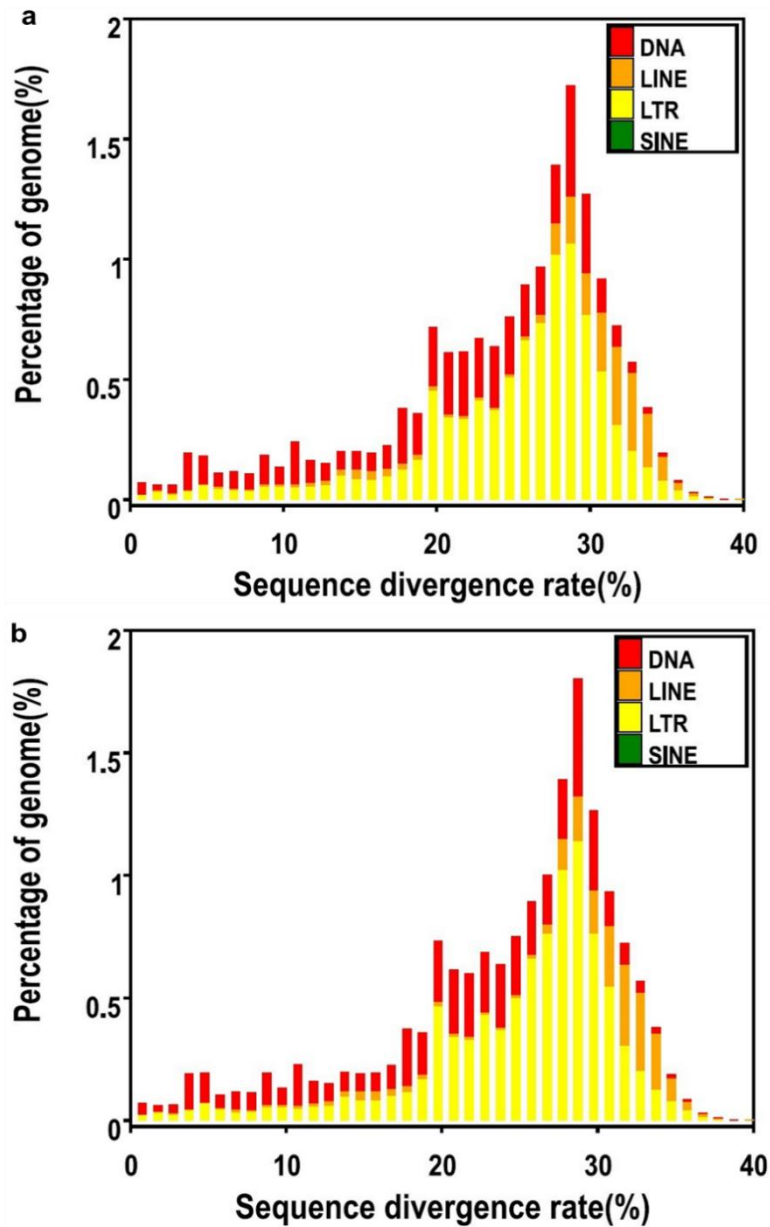 a
Percentage of genome(%)
2
1.5
1
0.5
0
DNA
LINE
LTR
SINE
0 10 20 30 40
Sequence divergence rate(%)
b
Percentage of genome(%)
2
1.5
1
0.5
0
DNA
LINE
LTR
SINE
0 10 20 30 40
Sequence divergence rate(%)